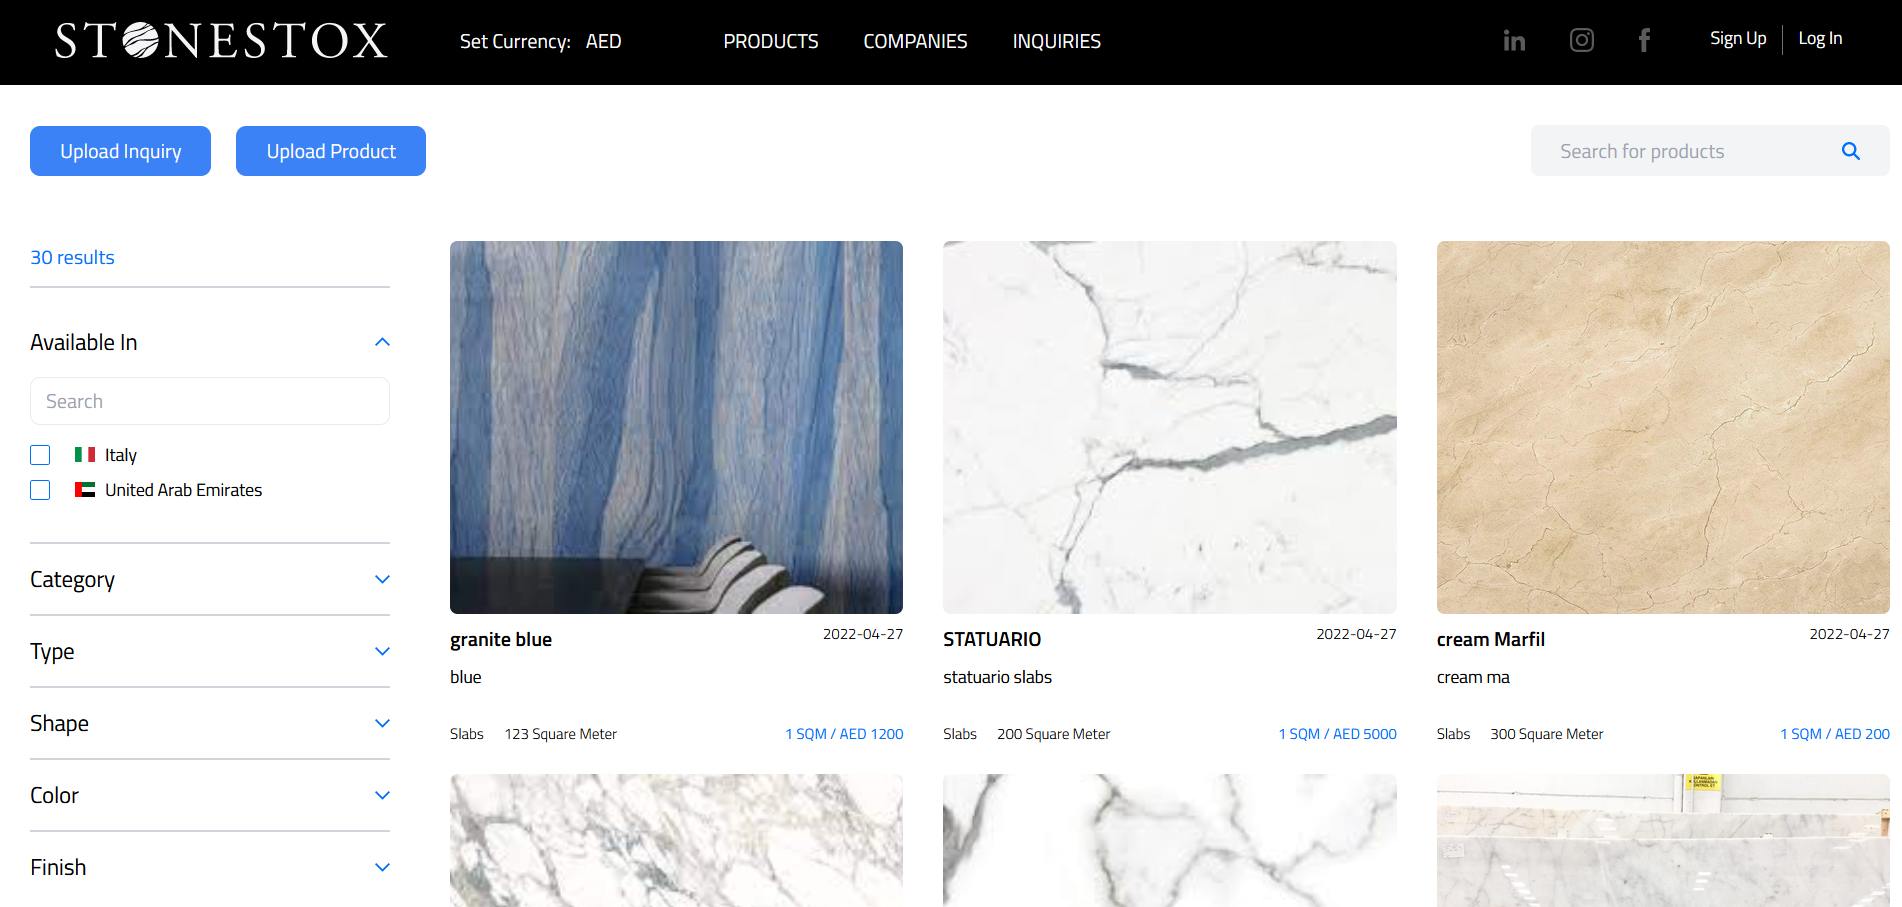 STONESTOX
Set Currency: AED
PRODUCTS
COMPANIES
INQUIRIES
Sign Up
Log In
Upload Inquiry
Upload Product
Search for products
30 results
Available In
Search
Italy
United Arab Emirates
Category
Type
Shape
Color
Finish
granite blue
2022-04-27
blue
Slabs
123 Square Meter
1 SQM / AED 1200
STATUARIO
2022-04-27
statuario slabs
Slabs
200 Square Meter
1 SQM / AED 5000
cream Marfil
2022-04-27
cream ma
Slabs
300 Square Meter
1 SQM / AED 200